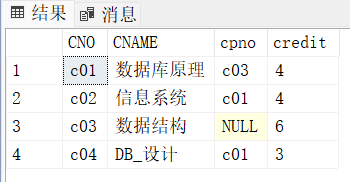 结果 消息
CNO CNAME cpno credit
1 c01 数据库原理 c03 4
2 c02 信息系统 c01 4
3 c03 数据结构 NULL 6
4 c04 DB_设计 c01 3